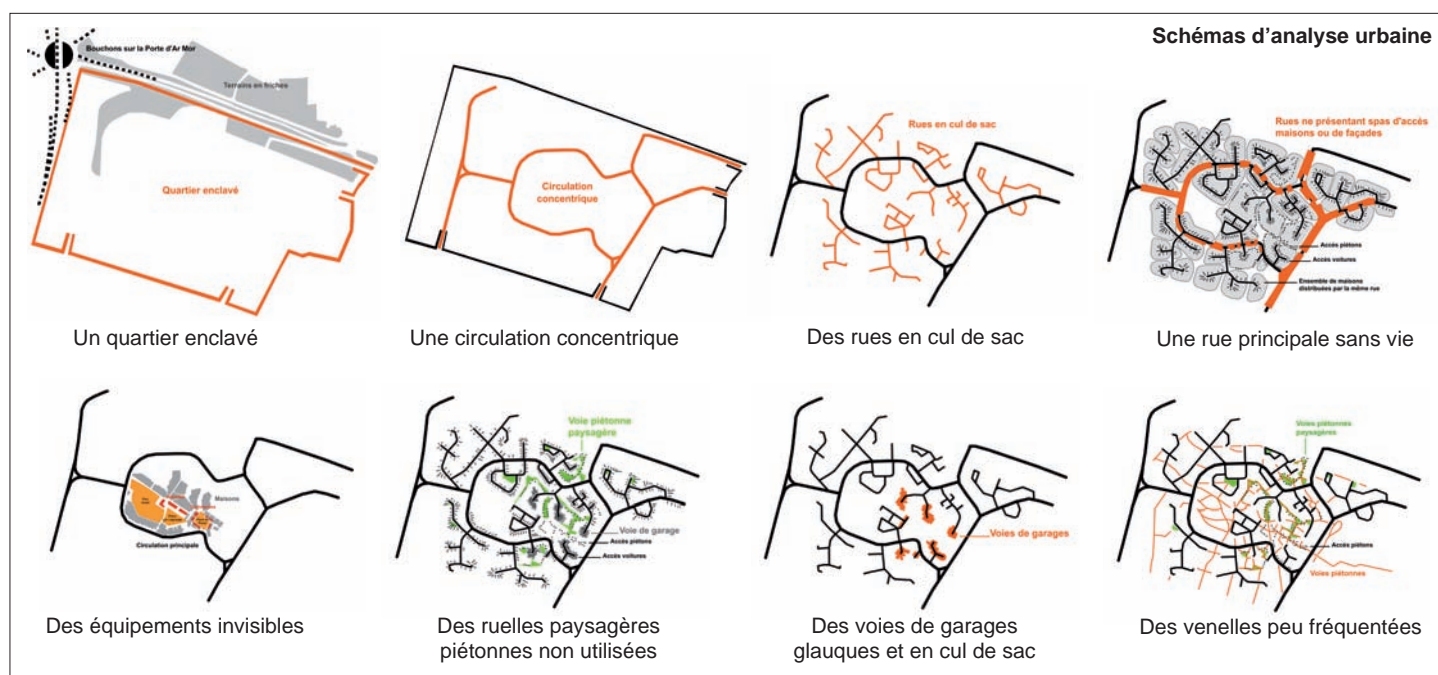 Schémas d'analyse urbaine
Bouchons sur la Porte d'Ar Mor
Terrains en friches
Quartier enclavé
Un quartier enclavé
Circulation
concentrique
Une circulation concentrique
Rues en cul de sac
Des rues en cul de sac
Rues ne présentant spas d'accès
maisons ou de façades
Accès piétons
Accès voitures
Ensemble de maisons
distribuées par la même rue
Une rue principale sans vie
Maisons
Circulation principale
Des équipements invisibles
Voie piétonne
paysagère
Voie de garage
Accès piétons
Accès voitures
Des ruelles paysagères
piétonnes non utilisées
Voies de garages
Des voies de garages
glauques et en cul de sac
Voies piétonnes
paysagères
Accès piétons
Voies piétonnes
Des venelles peu fréquentées